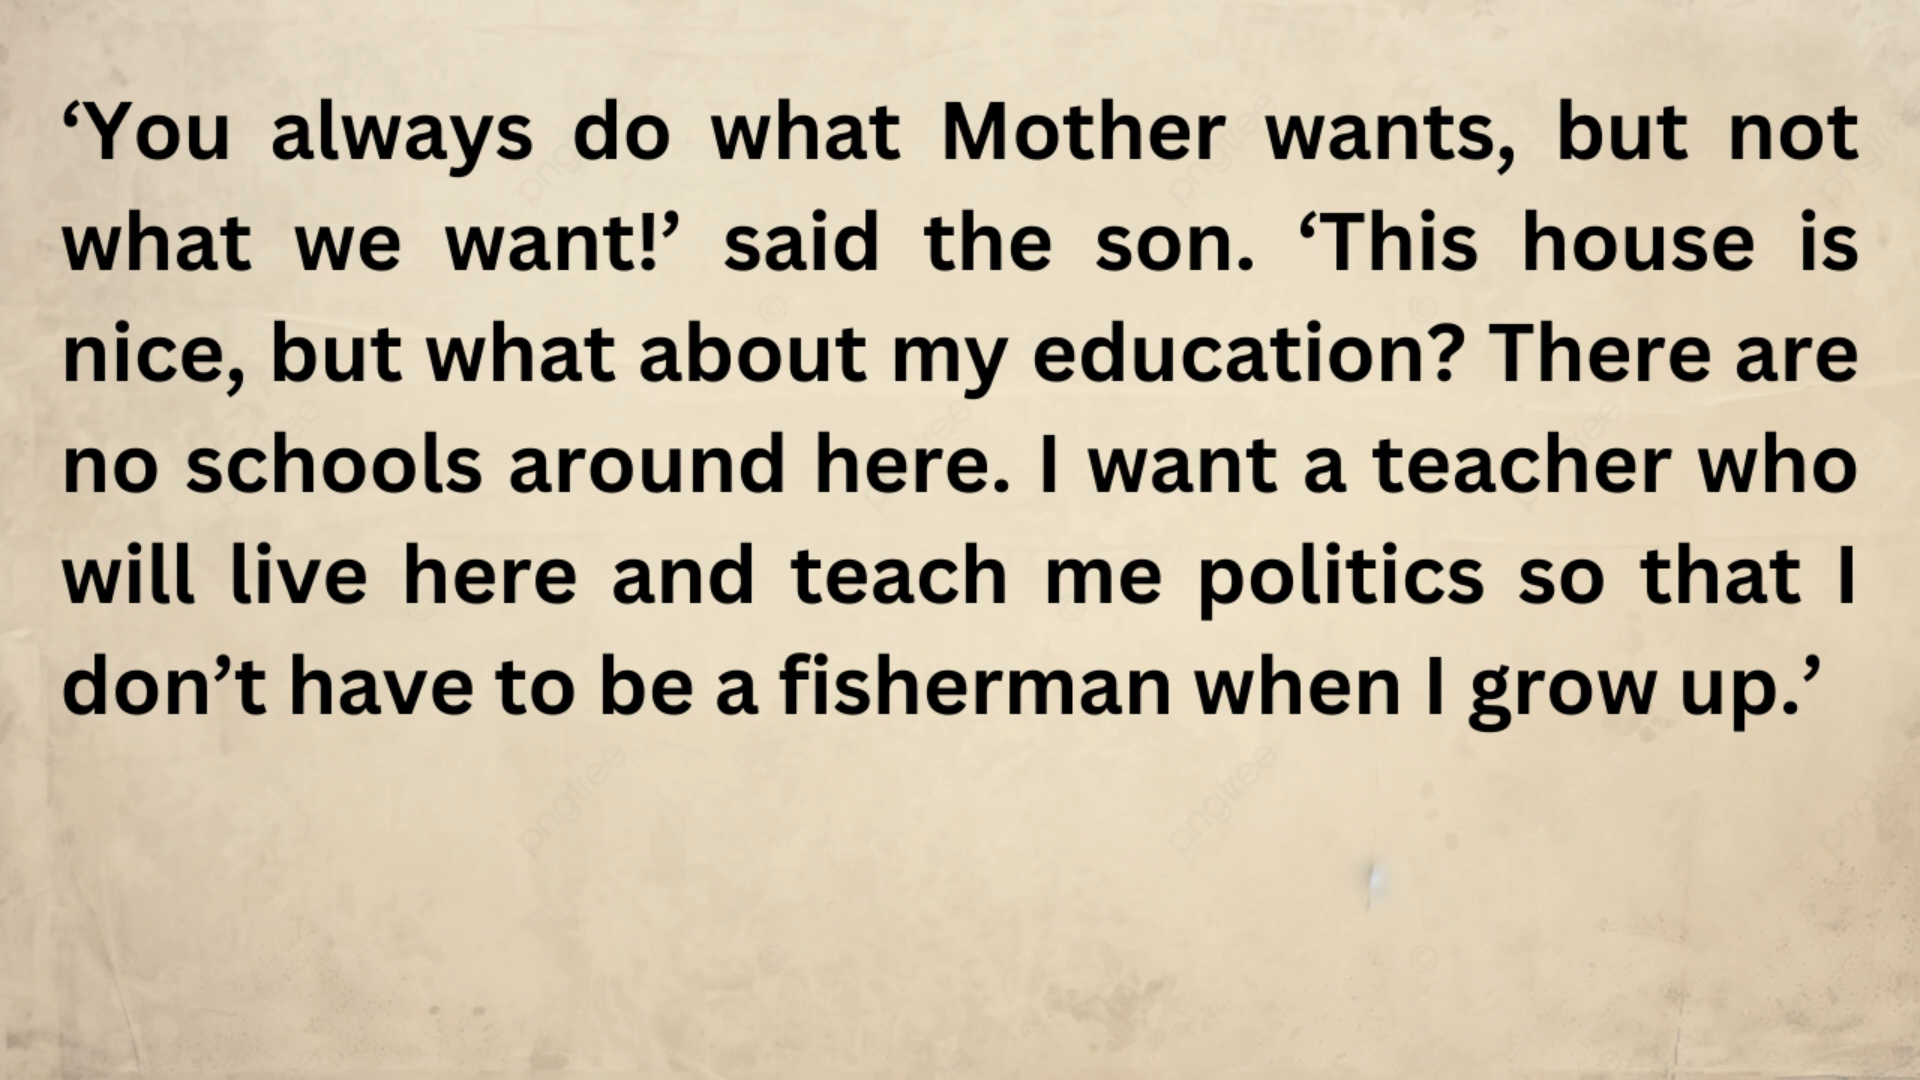 ‘You always do what Mother wants, but not
what we want!’ said the son. ‘This house is
nice, but what about my education? There are
no schools around here. I want a teacher who
will live here and teach me politics so that I
don’t have to be a fisherman when I grow up.’